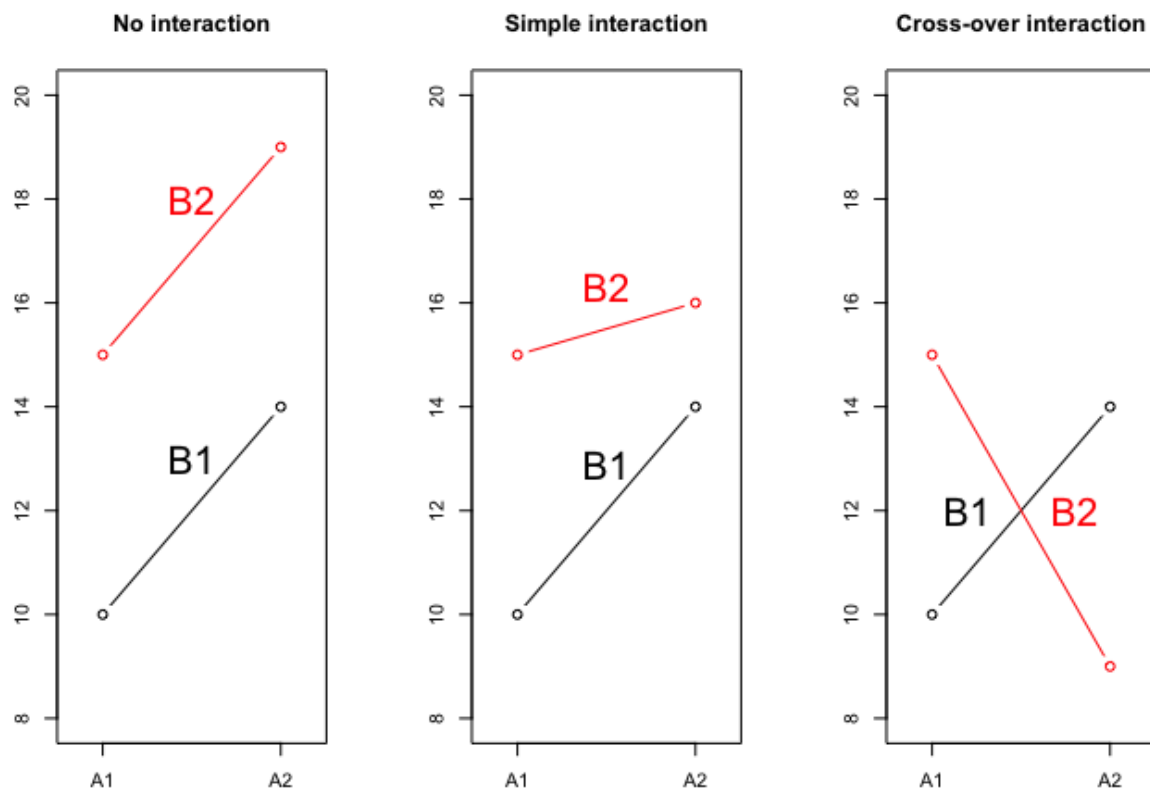 No interaction
20
18
16
14
12
10
8
B2
B1
A1 A2
Simple interaction
20
18
16
14
12
10
8
B2
B1
A1 A2
Cross-over interaction
20
18
16
14
12
10
8
B1 B2
A1 A2